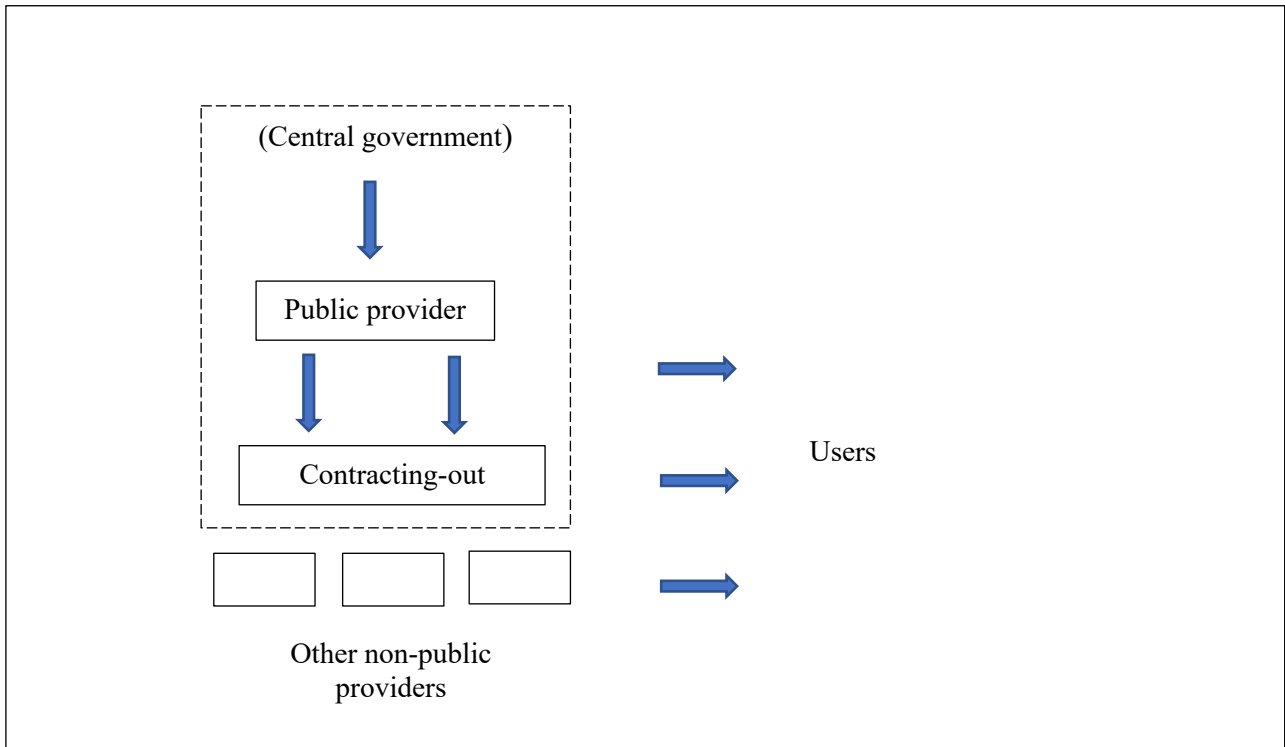 (Central government)
Public provider
Users
Contracting-out
Other non-public
providers